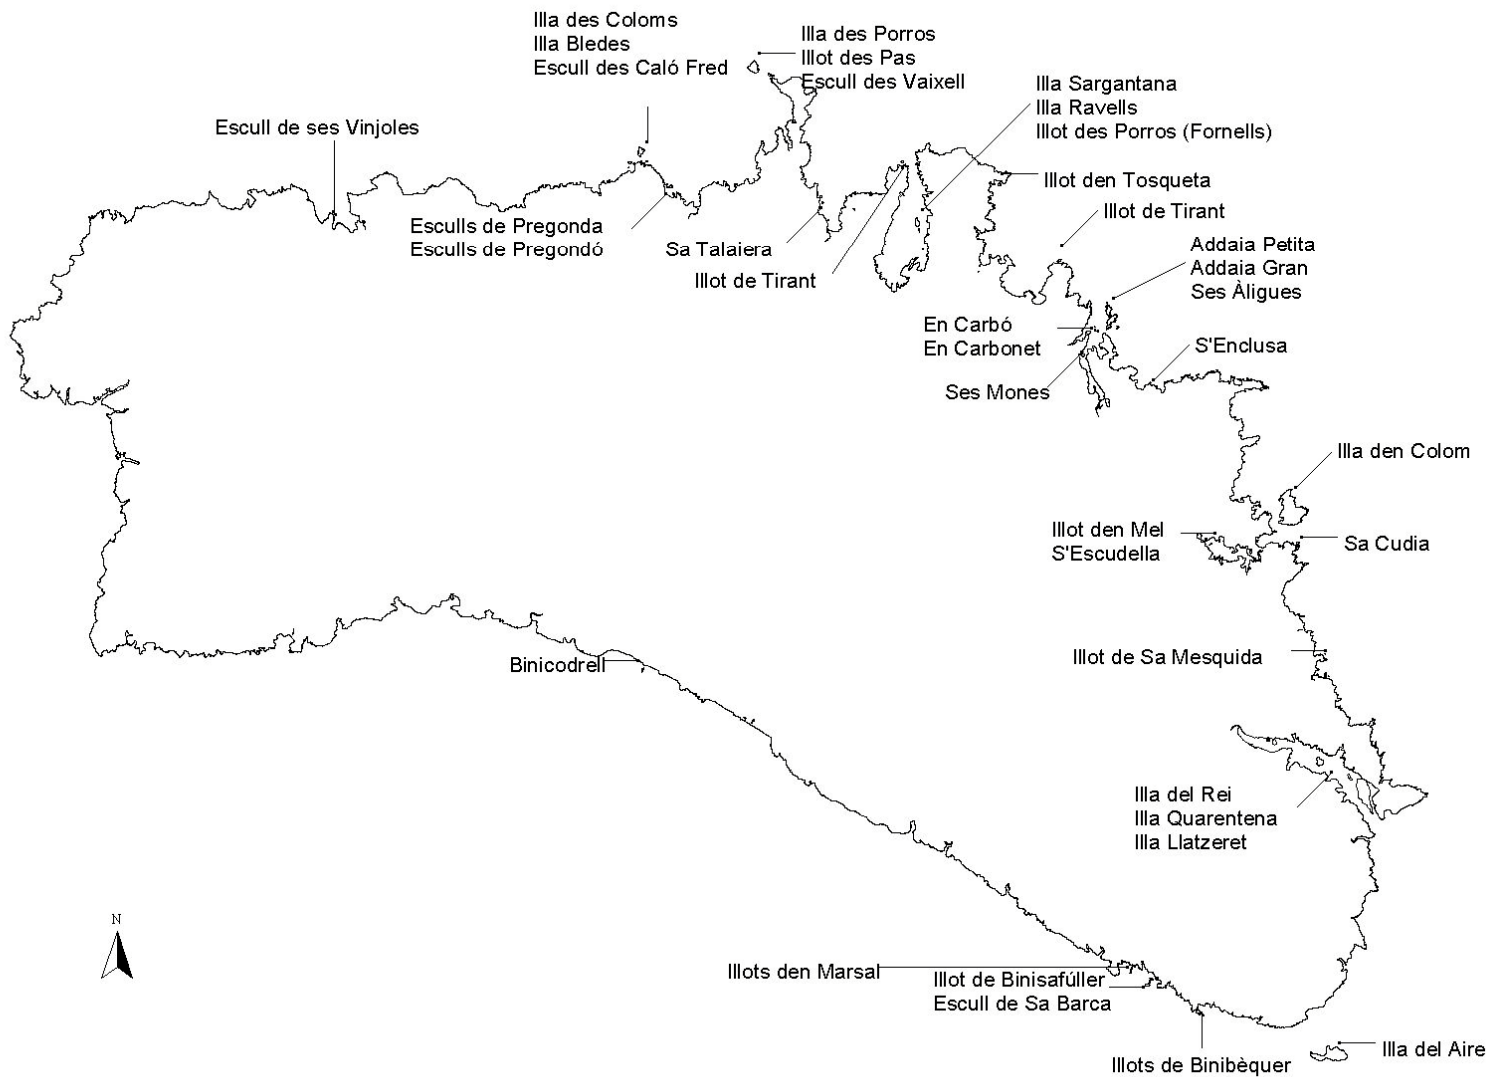 Illa des Coloms
Illa Bledes
Escull des Caló Fred
Illa des Porros
Illot des Pas
Escull des Vaixell
Illa Sargantana
Illa Ravells
Illot des Porros (Fornells)
Escull de ses Vinjoles
Illot den Tosqueta
Illot de Tirant
Esculls de Pregonda
Esculls de Pregondó
Sa Talaiera
Illot de Tirant
Addaia Petita
Addaia Gran
Ses Àligues
En Carbó
En Carbonet
S'Enclusa
Ses Mones
Illa den Colom
Illot den Mel
S'Escudella
Sa Cudia
Binicodrell
Illot de Sa Mesquida
Illa del Rei
Illa Quarentena
Illa Llatzeret
N
Illots den Marsal
Illot de Binisafúller
Escull de Sa Barca
Illots de Binibèquer
Illa del Aire